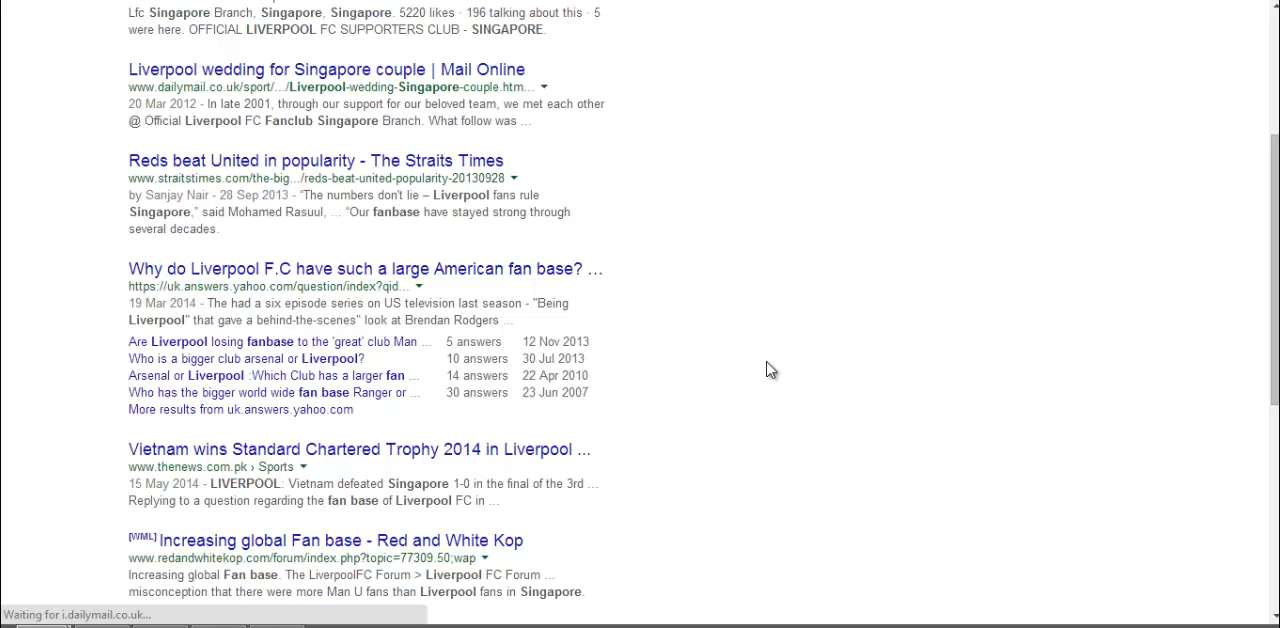 Lfc Singapore Branch, Singapore, Singapore. 5220 likes · 196 talking about this · 5
were here. OFFICIAL LIVERPOOL FC SUPPORTERS CLUB - SINGAPORE.
Liverpool wedding for Singapore couple | Mail Online
www.dailymail.co.uk/sport/.../Liverpool-wedding-Singapore-couple.htm...
20 Mar 2012 - In late 2001, through our support for our beloved team, we met each other
@ Official Liverpool FC Fanclub Singapore Branch. What follow was ...
Reds beat United in popularity - The Straits Times
www.straitstimes.com/the-big.../reds-beat-united-popularity-20130928
by Sanjay Nair - 28 Sep 2013 - “The numbers don't lie – Liverpool fans rule
Singapore,” said Mohamed Rasuul, ... “Our fanbase have stayed strong through
several decades.
Why do Liverpool F.C have such a large American fan base? ...
https://uk.answers.yahoo.com/question/index?qid...
19 Mar 2014 - The had a six episode series on US television last season - "Being
Liverpool" that gave a behind-the-scenes" look at Brendan Rodgers ...
Are Liverpool losing fanbase to the 'great' club Man ... 5 answers 12 Nov 2013
Who is a bigger club arsenal or Liverpool? 10 answers 30 Jul 2013
Arsenal or Liverpool :Which Club has a larger fan ... 14 answers 22 Apr 2010
Who has the bigger world wide fan base Ranger or ... 30 answers 23 Jun 2007
More results from uk.answers.yahoo.com
Vietnam wins Standard Chartered Trophy 2014 in Liverpool ...
www.thenews.com.pk › Sports
15 May 2014 - LIVERPOOL: Vietnam defeated Singapore 1-0 in the final of the 3rd ...
Replying to a question regarding the fan base of Liverpool FC in ...
[WML] Increasing global Fan base - Red and White Kop
www.redandwhitekop.com/forum/index.php?topic=77309.50;wap
Increasing global Fan base. The LiverpoolFC Forum > Liverpool FC Forum ...
misconception that there were more Man U fans than Liverpool fans in Singapore.
Waiting for i.dailymail.co.uk...